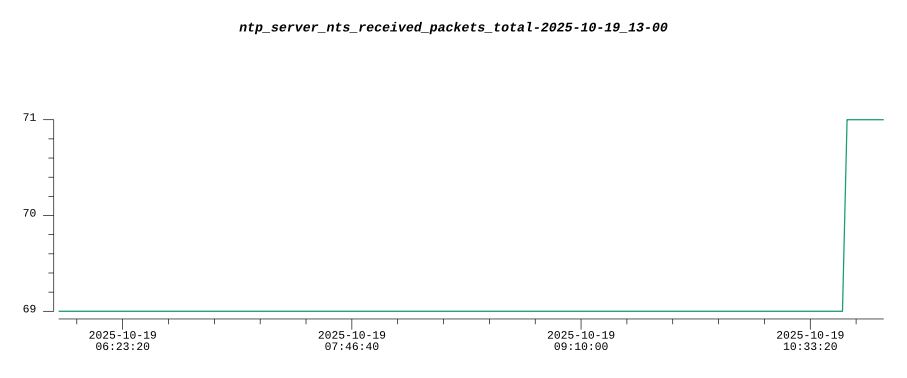 ntp_server_nts_received_packets_total-2025-10-19_13-00
71
70
69
2025-10-19 2025-10-19 2025-10-19 2025-10-19
06:23:20 07:46:40 09:10:00 10:33:20